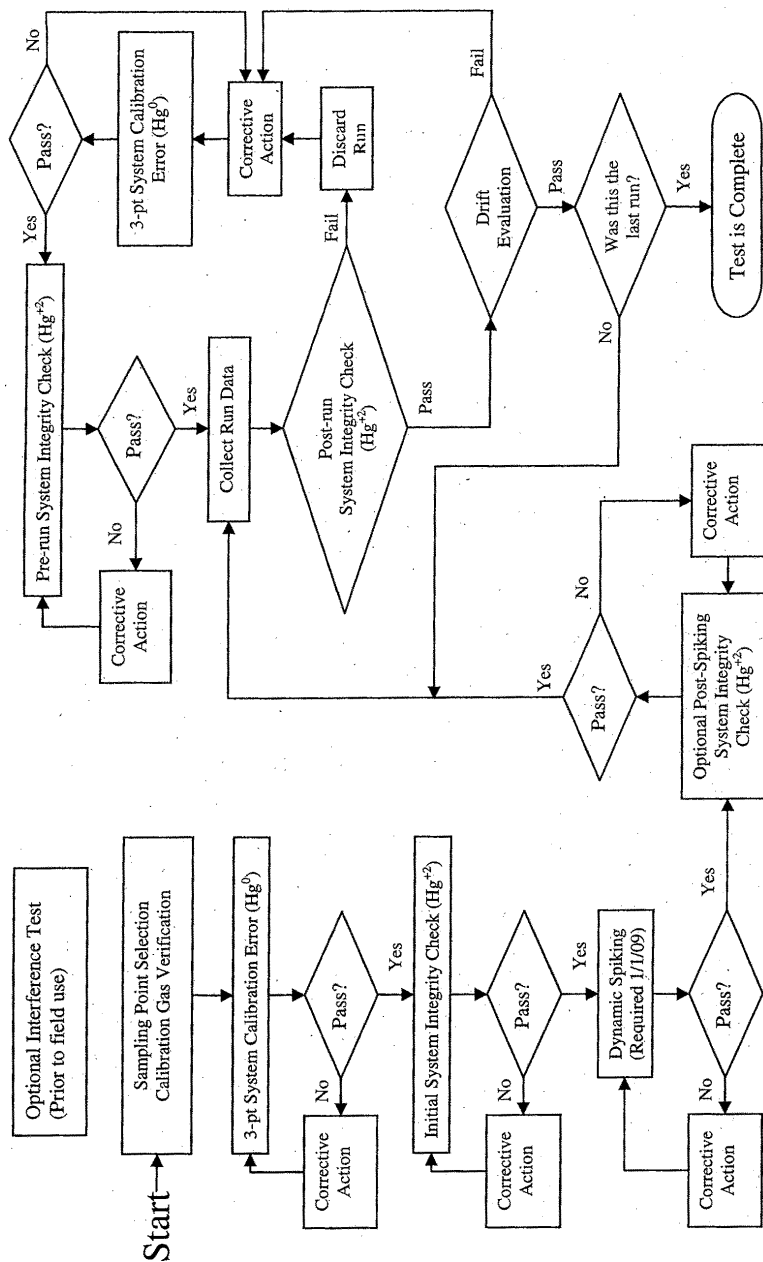 Optional Interference Test
(Prior to field use)
Start
Sampling Point Selection
Calibration Gas Verification
3-pt System Calibration Error (Hg⁰)
Pass?
No
Corrective
Action
Yes
Initial System Integrity Check (Hg⁺²)
Pass?
No
Corrective
Action
Yes
Dynamic Spiking
(Required 1/1/09)
Pass?
No
Corrective
Action
Yes
Optional Post-Spiking
System Integrity
Check (Hg⁺²)
Pass?
No
Corrective
Action
Yes
Pre-run System Integrity Check (Hg⁺²)
Pass?
No
Corrective
Action
Yes
Collect Run Data
Post-run
System Integrity Check
(Hg⁺²)
Fail
Discard
Run
Corrective
Action
3-pt System Calibration
Error (Hg⁰)
Pass?
No
Yes
Pass
Drift
Evaluation
Fail
Pass
Was this the
last run?
No
Yes
Test is Complete